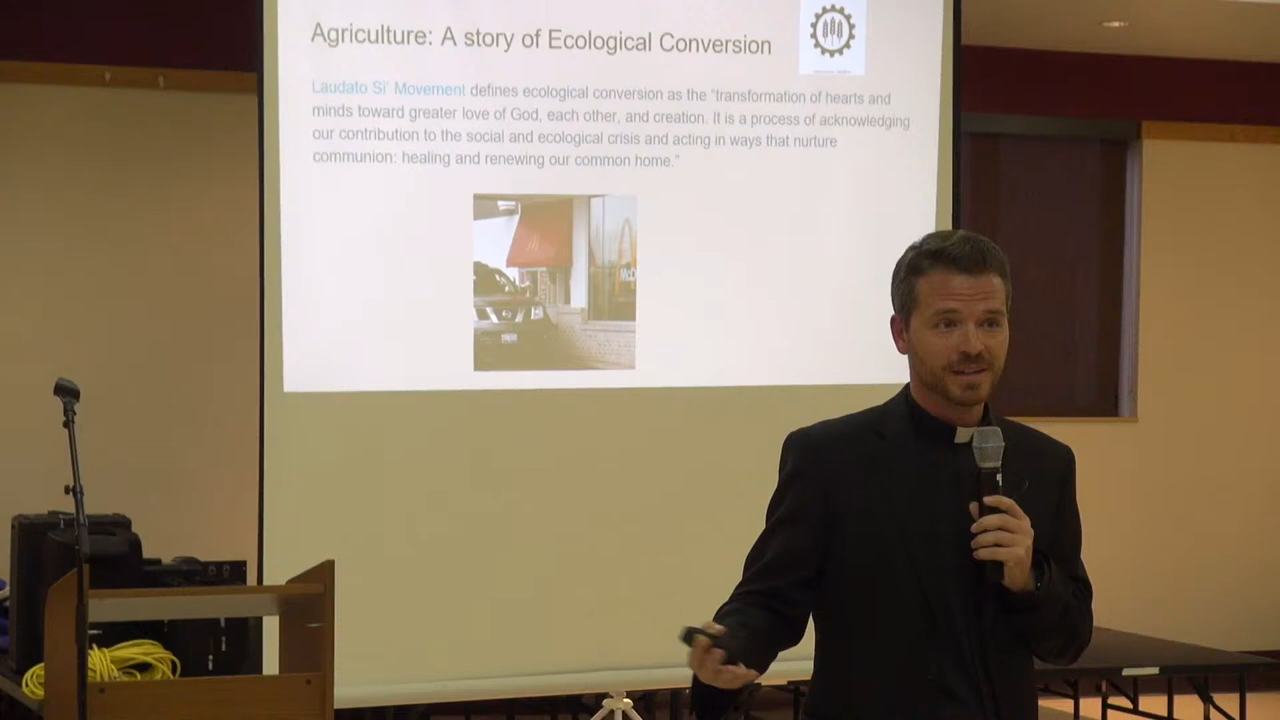 Agriculture: A story of Ecological Conversion
Laudato Si' Movement defines ecological conversion as the "transformation of hearts and
minds toward greater love of God, each other, and creation. It is a process of acknowledging
our contribution to the social and ecological crisis and acting in ways that nurture
communion: healing and renewing our common home."
McD